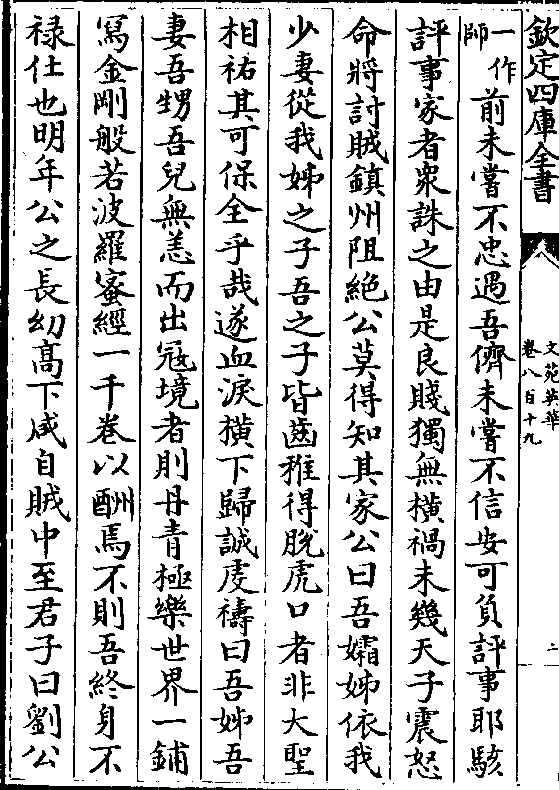 欽定四庫全書
文苑英華
卷八百十九
二
一作師前未嘗不忠遇吾儕未嘗不信安可負評事耶駭
評事家者衆誅之由是良賤獨無橫禍未幾天子震怒
命將討賊鎮州阻絶公莫得知其家公曰吾孀姊依我
少妻從我姊之子吾之子皆齒稚得脱虎口者非大聖
相祐其可保全乎哉遂血淚橫下歸誠虔禱曰吾姊吾
妻吾甥吾兒無恙而出冦境者則丹青極樂世界一鋪
寫金剛般若波羅蜜經一千巻以酬焉不則吾終身不
禄仕也明年公之長幼髙下咸自賊中至君子曰劉公